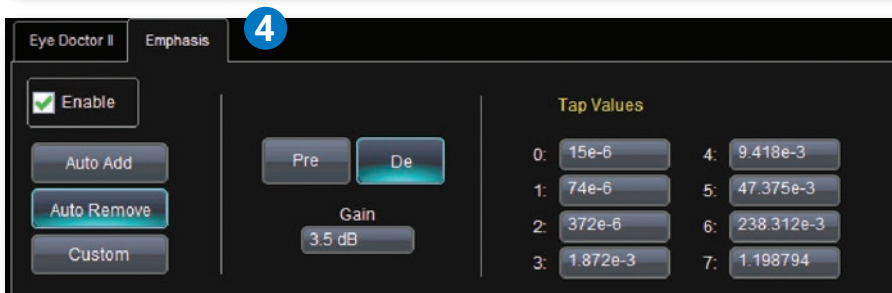 Eye Doctor II Emphasis 4
Enable
Auto Add
Auto Remove
Custom
Pre De
Gain
3.5 dB
Tap Values
0: 15e-6 4: 9.418e-3
1: 74e-6 5: 47.375e-3
2: 372e-6 6: 238.312e-3
3: 1.872e-3 7: 1.198794